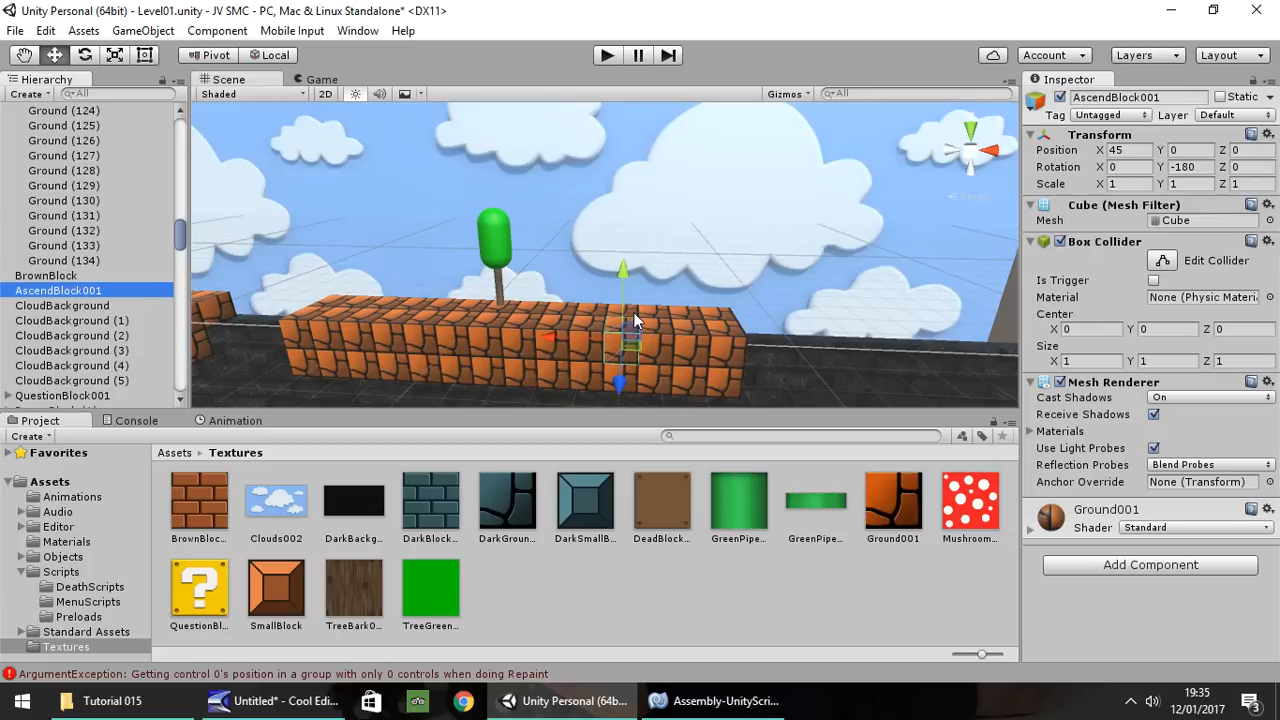 Unity Personal (64bit) - Level01.unity - JV SMC - PC, Mac & Linux Standalone* <DX11>
File Edit Assets GameObject Component Mobile Input Window Help
Pivot Local Account Layers Layout
Hierarchy Scene Game Inspector
Create All Shaded 2D Gizmos All AscendBlock001 Static
Tag Untagged Layer Default
Ground (124)
Ground (125)
Ground (126)
Ground (127)
Ground (128)
Ground (129)
Ground (130)
Ground (131)
Ground (132)
Ground (133)
Ground (134)
BrownBlock
AscendBlock001
CloudBackground
CloudBackground (1)
CloudBackground (2)
CloudBackground (3)
CloudBackground (4)
CloudBackground (5)
QuestionBlock001
Persp
Transform
Position X 45 Y 0 Z 0
Rotation X 0 Y -180 Z 0
Scale X 1 Y 1 Z 1
Cube (Mesh Filter)
Mesh Cube
Box Collider
Edit Collider
Is Trigger
Material None (Physic Materi
Center
X 0 Y 0 Z 0
Size
X 1 Y 1 Z 1
Mesh Renderer
Cast Shadows On
Receive Shadows
Materials
Use Light Probes
Reflection Probes Blend Probes
Anchor Override None (Transform)
Ground001
Shader Standard
Add Component
Project Console Animation
Create
Favorites
Assets
Animations
Audio
Editor
Materials
Objects
Scripts
DeathScripts
MenuScripts
Preloads
Standard Assets
Textures
Assets Textures
BrownBloc... Clouds002 DarkBackg... DarkBlock... DarkGroun... DarkSmallB... DeadBlock... GreenPipe... GreenPipe... Ground001 Mushroom...
QuestionBl... SmallBlock TreeBark0... TreeGreen...
ArgumentException: Getting control 0's position in a group with only 0 controls when doing Repaint
Tutorial 015 Untitled* - Cool Edi... Unity Personal (64b... Assembly-UnityScri...
19:35
12/01/2017
3